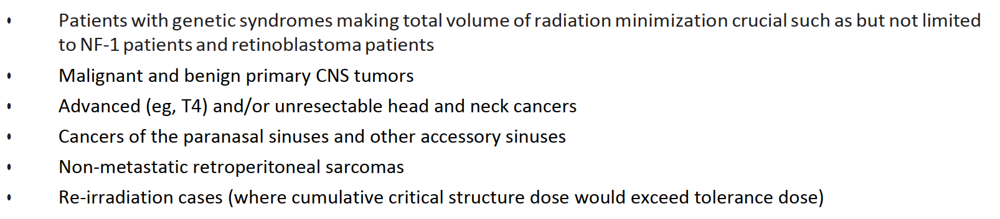 • Patients with genetic syndromes making total volume of radiation minimization crucial such as but not limited
to NF-1 patients and retinoblastoma patients
• Malignant and benign primary CNS tumors
• Advanced (eg, T4) and/or unresectable head and neck cancers
• Cancers of the paranasal sinuses and other accessory sinuses
• Non-metastatic retroperitoneal sarcomas
• Re-irradiation cases (where cumulative critical structure dose would exceed tolerance dose)